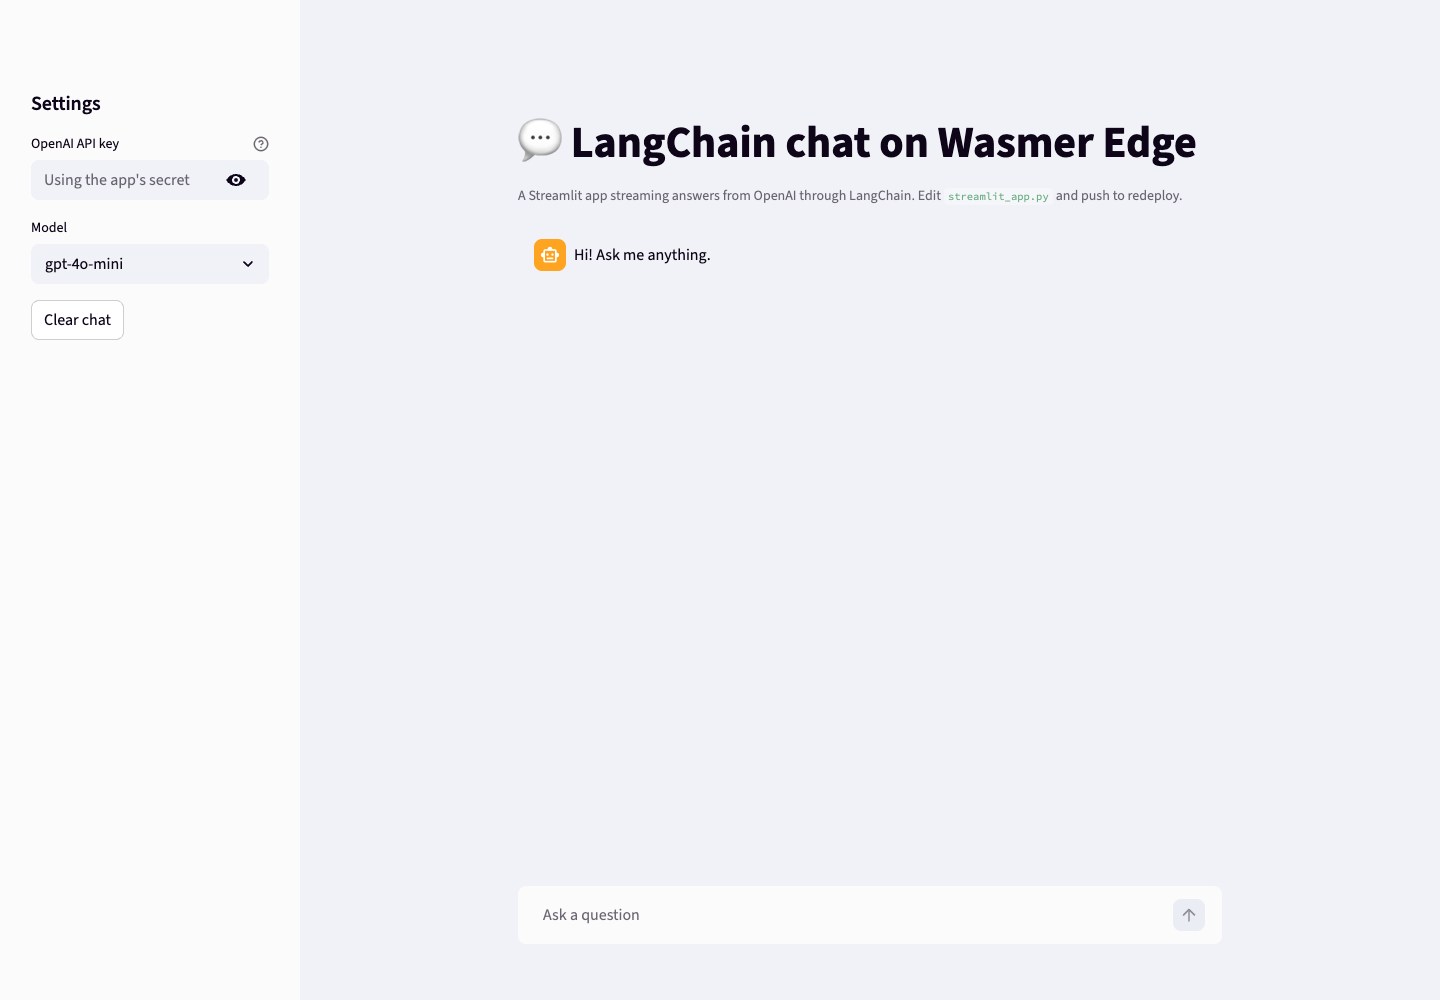 Settings
OpenAI API key
Using the app's secret
Model
gpt-4o-mini
Clear chat
LangChain chat on Wasmer Edge
A Streamlit app streaming answers from OpenAI through LangChain. Edit streamlit_app.py and push to redeploy.
Hi! Ask me anything.
Ask a question